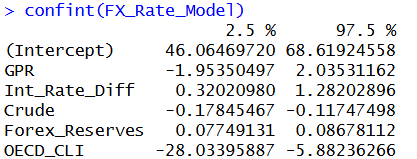 > confint(FX_Rate_Model)
2.5 % 97.5 %
(Intercept) 46.06469720 68.61924558
GPR -1.95350497 2.03531162
Int_Rate_Diff 0.32020980 1.28202896
Crude -0.17845467 -0.11747498
Forex_Reserves 0.07749131 0.08678112
OECD_CLI -28.03395887 -5.88236266